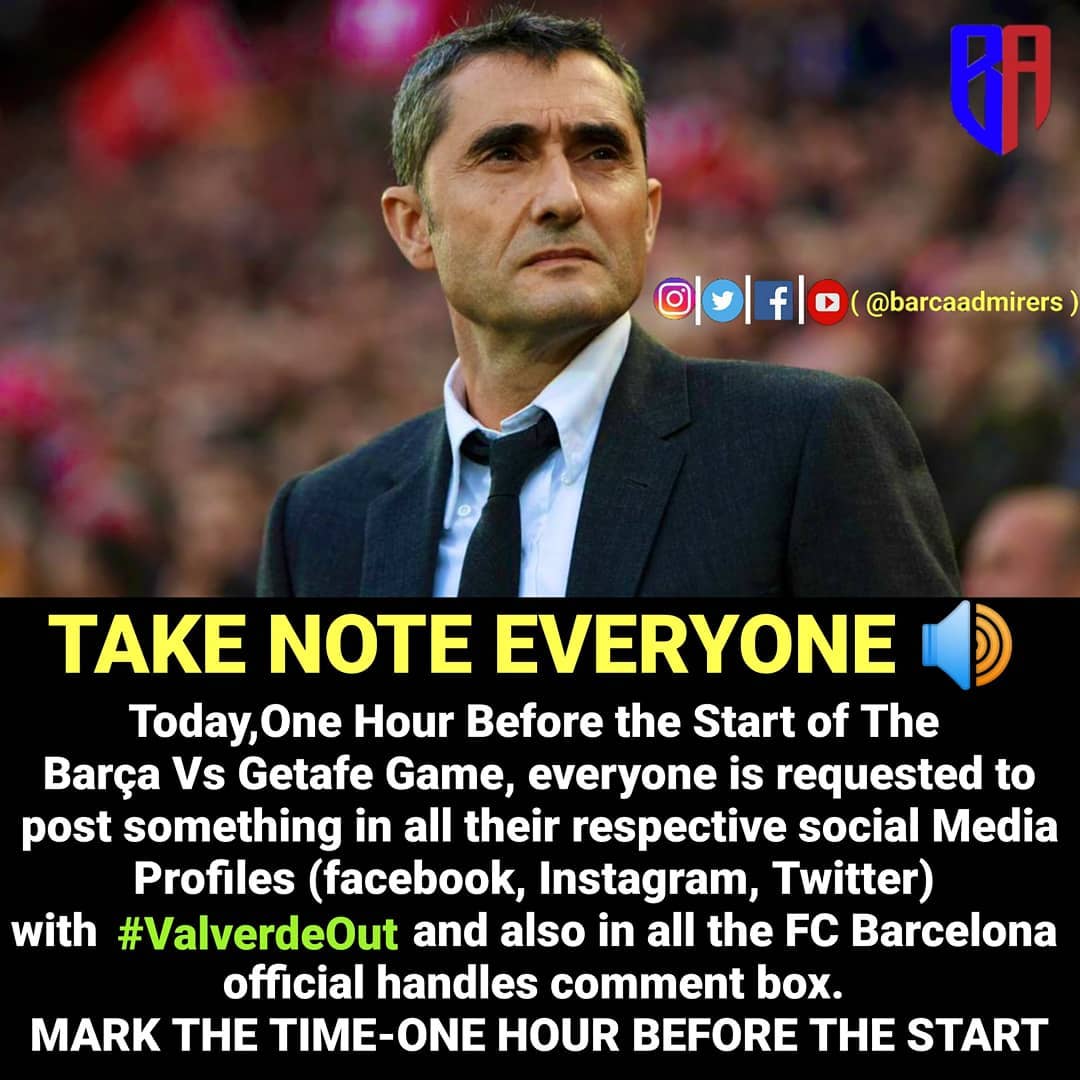 BA
( @barcaadmirers )
TAKE NOTE EVERYONE
Today,One Hour Before the Start of The
Barça Vs Getafe Game, everyone is requested to
post something in all their respective social Media
Profiles (facebook, Instagram, Twitter)
with #ValverdeOut and also in all the FC Barcelona
official handles comment box.
MARK THE TIME-ONE HOUR BEFORE THE START